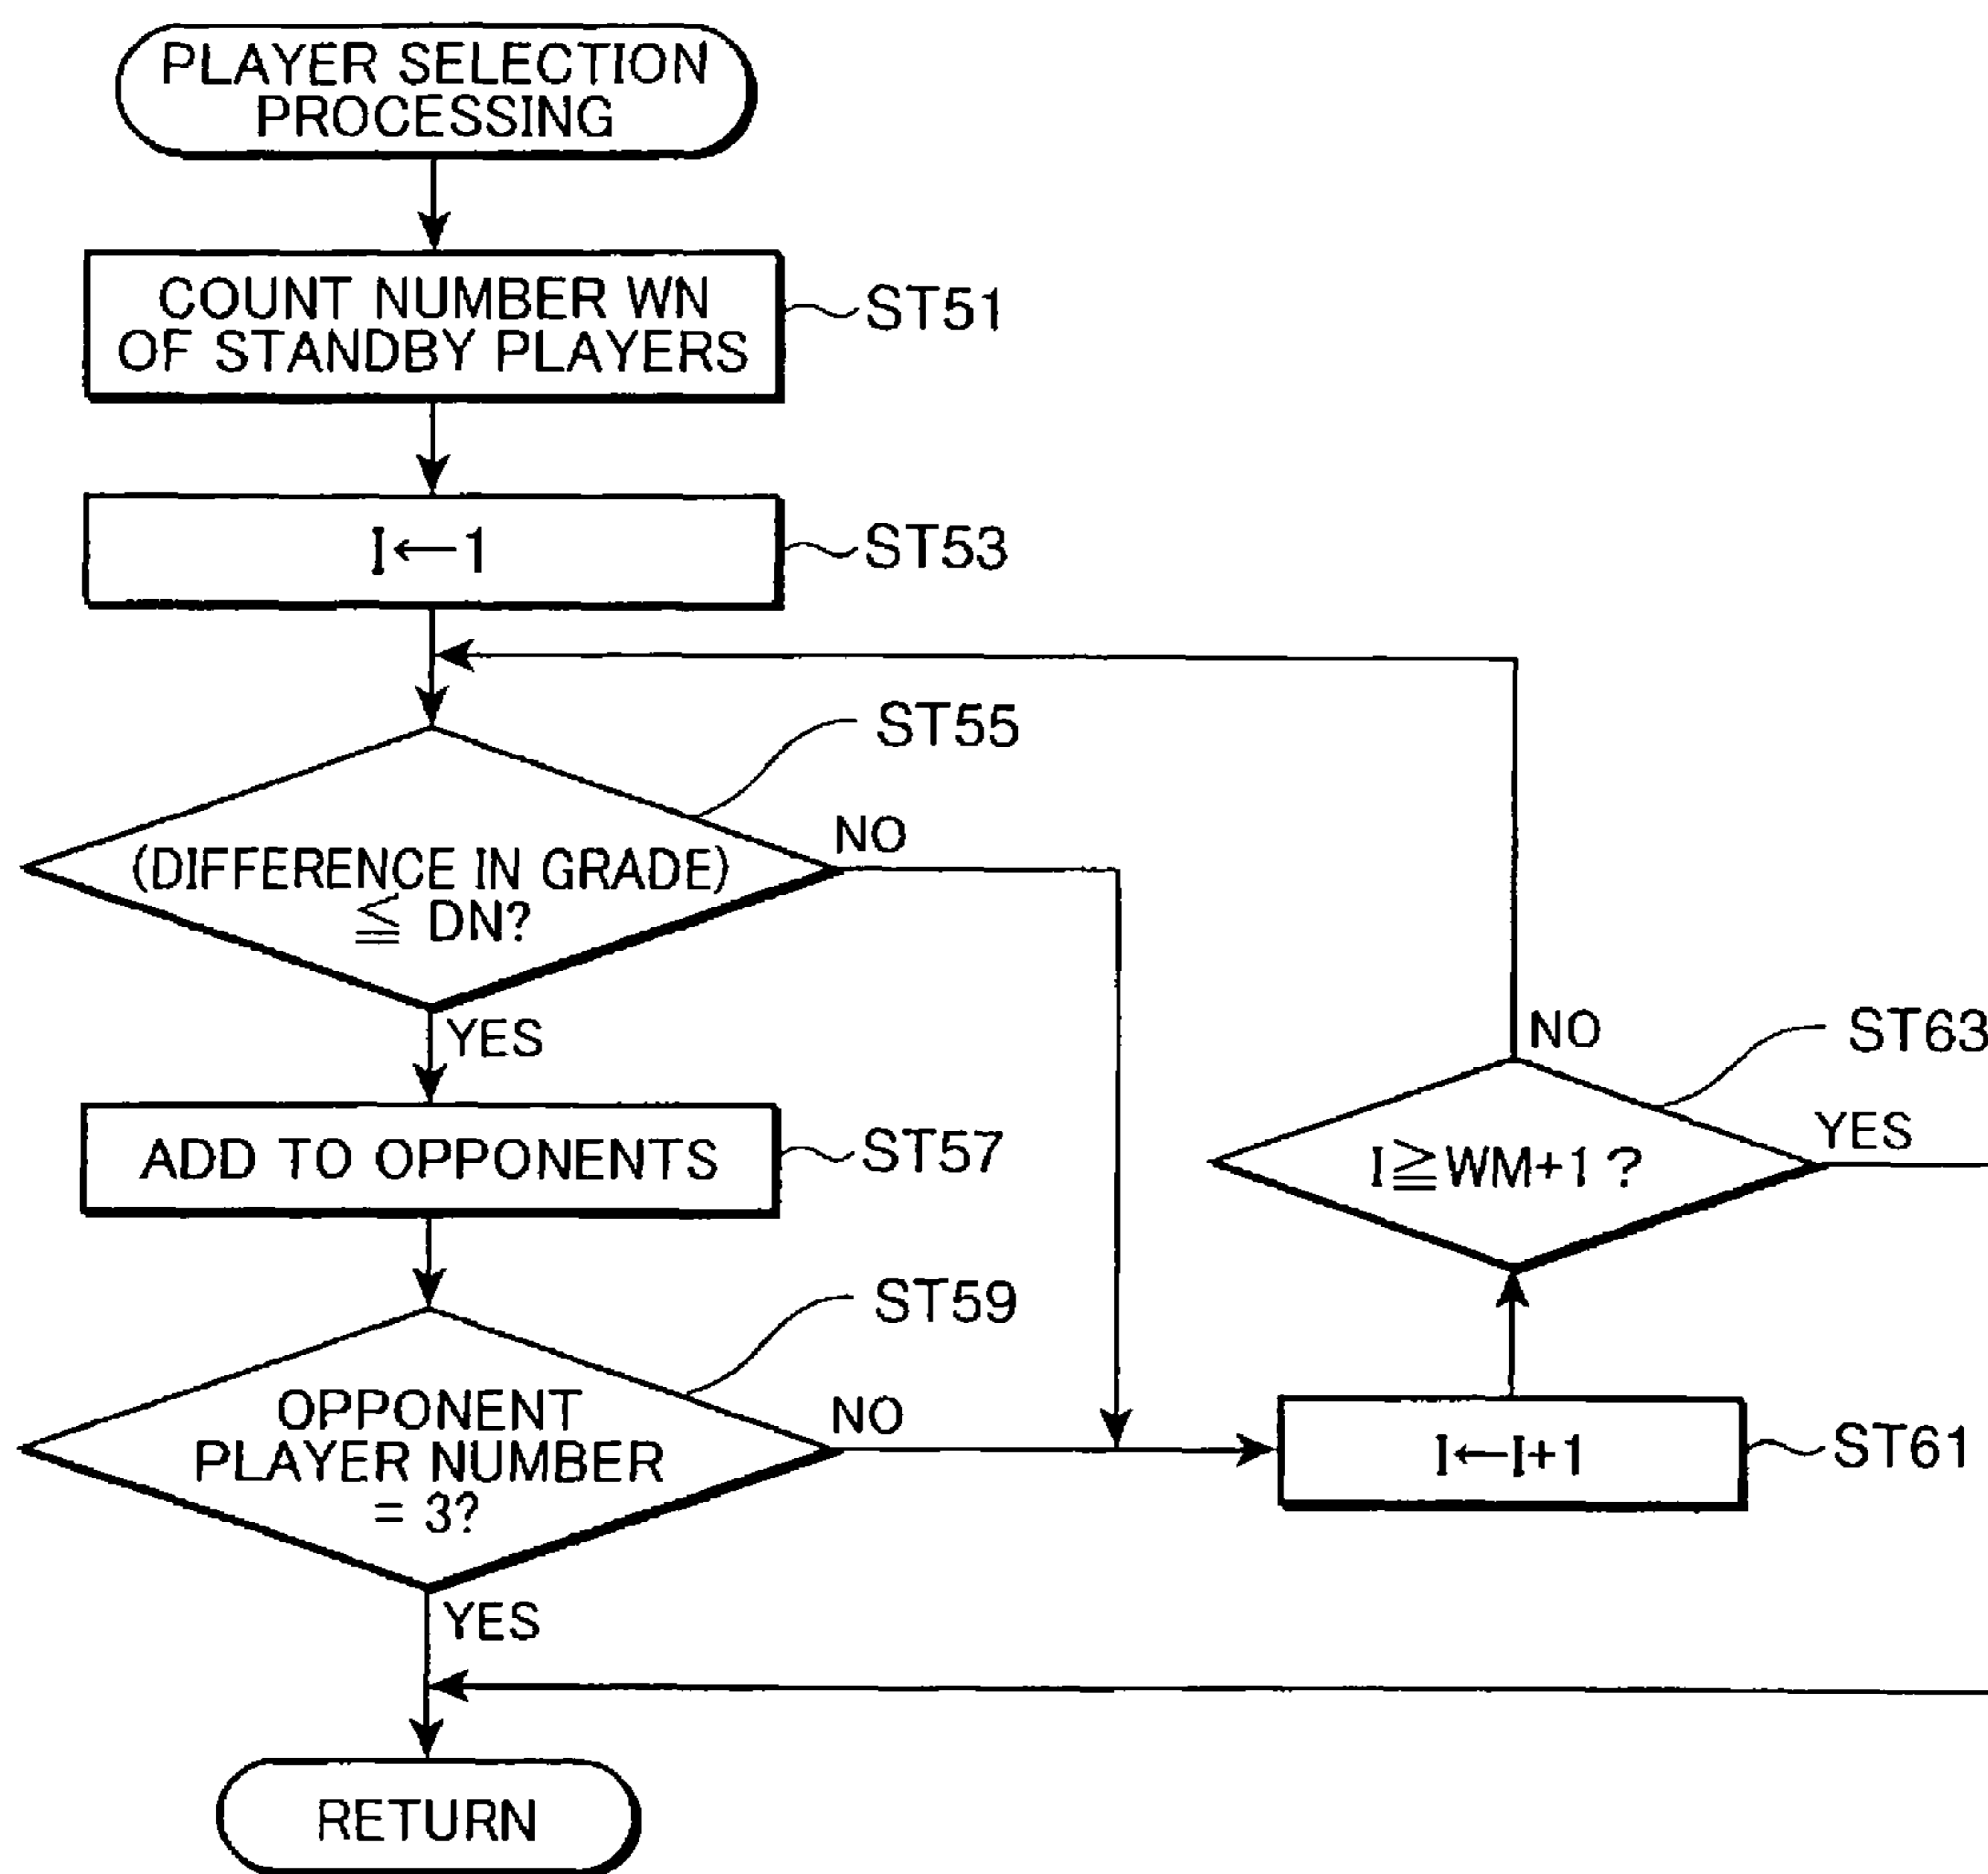 PLAYER SELECTION
PROCESSING
COUNT NUMBER WN
OF STANDBY PLAYERS
ST51
I←1
ST53
ST55
(DIFFERENCE IN GRADE)
≦ DN?
NO
YES
ADD TO OPPONENTS
ST57
ST59
OPPONENT
PLAYER NUMBER
= 3?
NO
YES
I←I+1
ST61
NO
ST63
I≧WM+1 ?
YES
RETURN